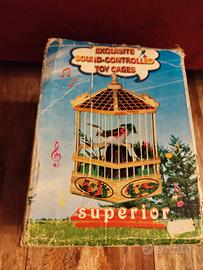 EXQUISITE
SOUND-CONTROLLED
TOY CAGES
superior